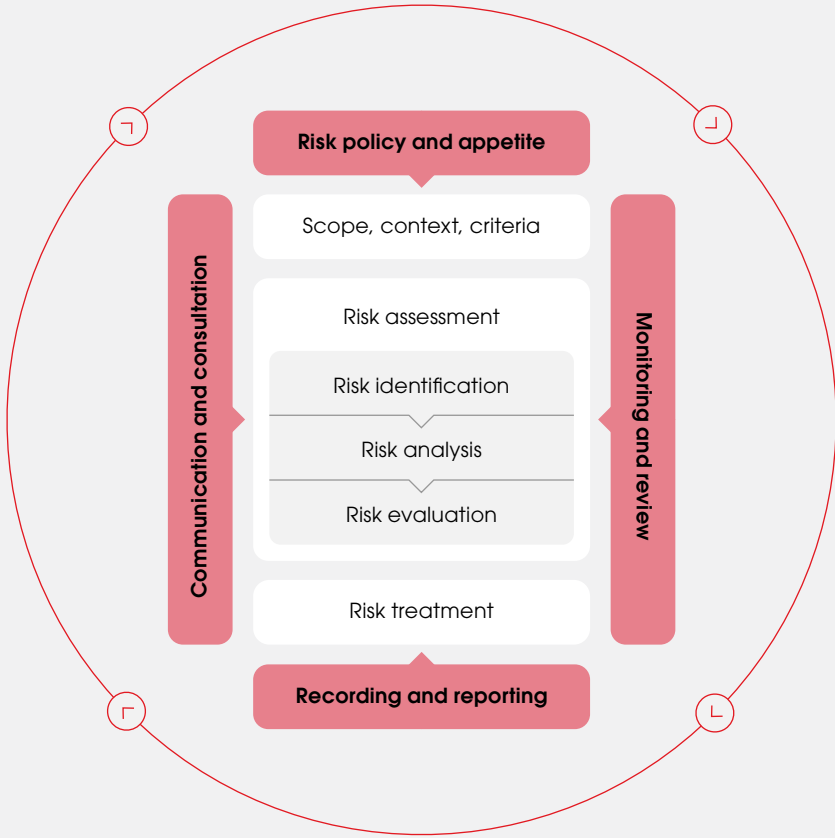 Risk policy and appetite
Scope, context, criteria
Communication and consultation
Risk assessment
Risk identification
Risk analysis
Risk evaluation
Monitoring and review
Risk treatment
Recording and reporting